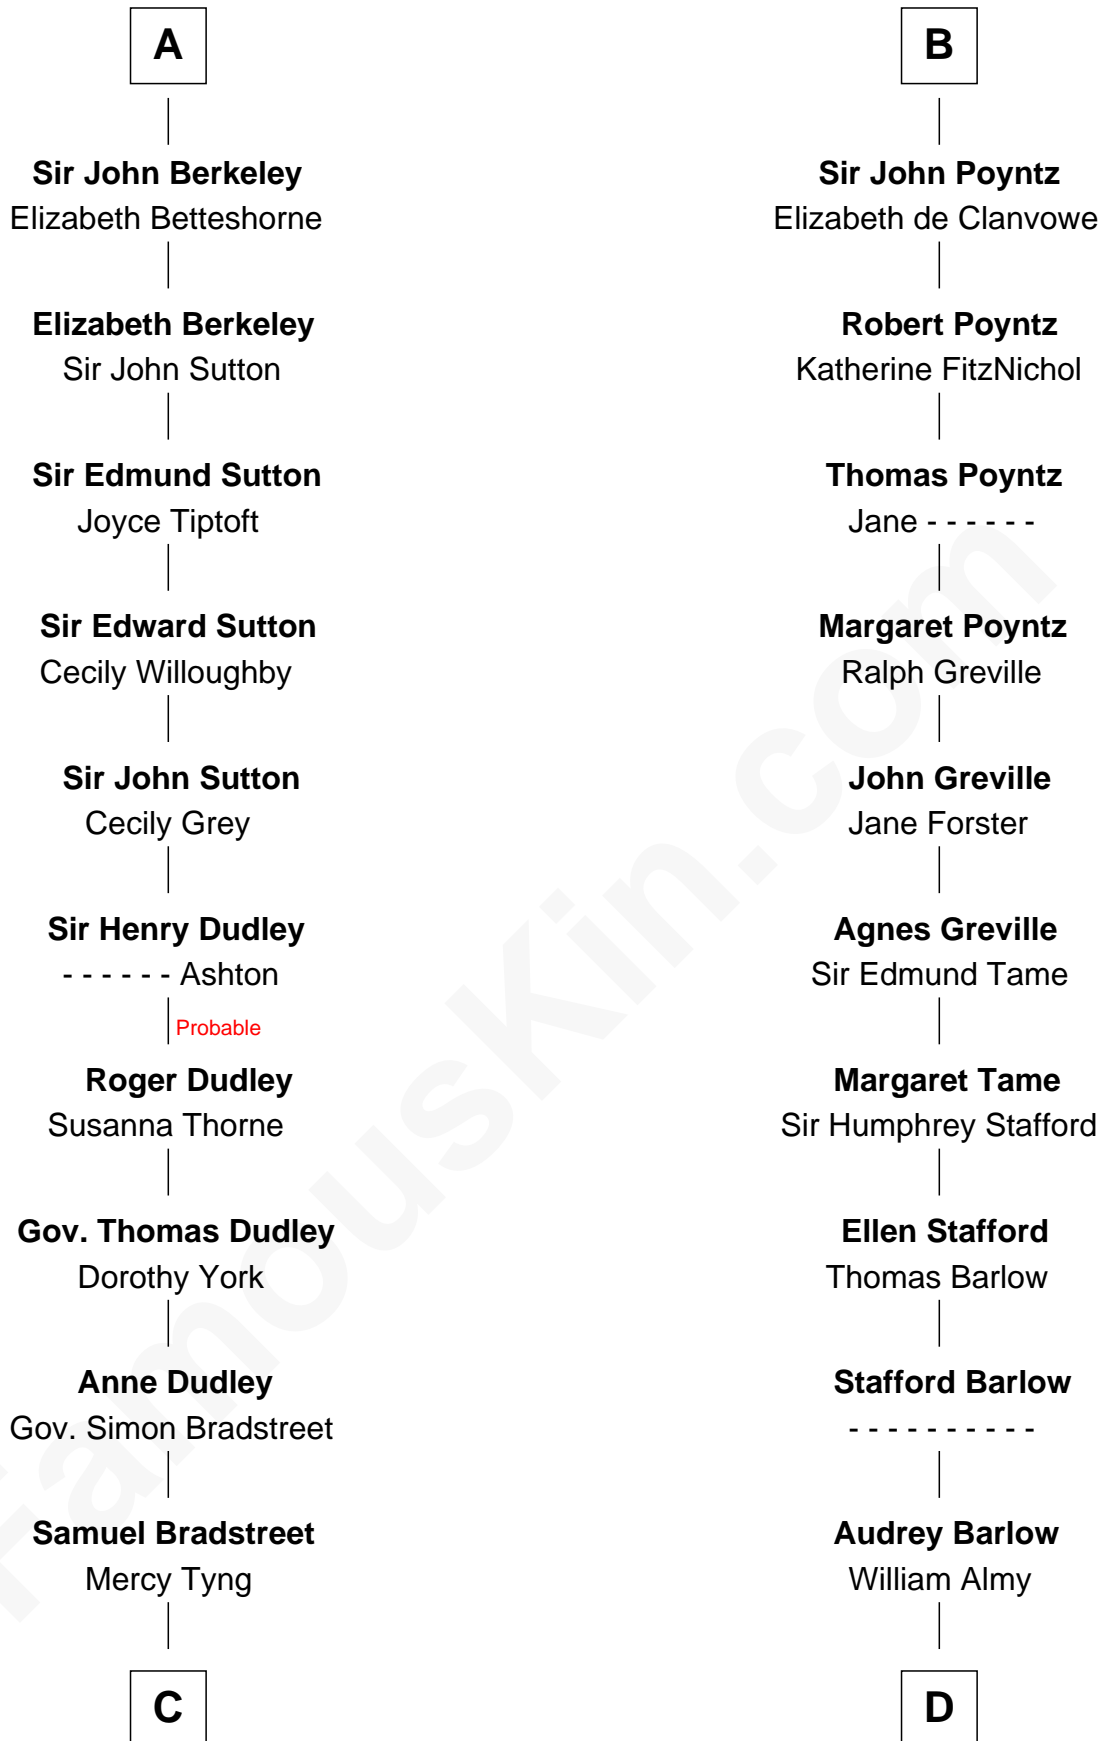 A
Sir John Berkeley
Elizabeth Betteshorne
Elizabeth Berkeley
Sir John Sutton
Sir Edmund Sutton
Joyce Tiptoft
Sir Edward Sutton
Cecily Willoughby
Sir John Sutton
Cecily Grey
Sir Henry Dudley
- - - - - - Ashton
Probable
Roger Dudley
Susanna Thorne
Gov. Thomas Dudley
Dorothy York
Anne Dudley
Gov. Simon Bradstreet
Samuel Bradstreet
Mercy Tyng
C
B
Sir John Poyntz
Elizabeth de Clanvowe
Robert Poyntz
Katherine FitzNichol
Thomas Poyntz
Jane - - - - - -
Margaret Poyntz
Ralph Greville
John Greville
Jane Forster
Agnes Greville
Sir Edmund Tame
Margaret Tame
Sir Humphrey Stafford
Ellen Stafford
Thomas Barlow
Stafford Barlow
- - - - - - - - - -
Audrey Barlow
William Almy
D
FamousKin.com